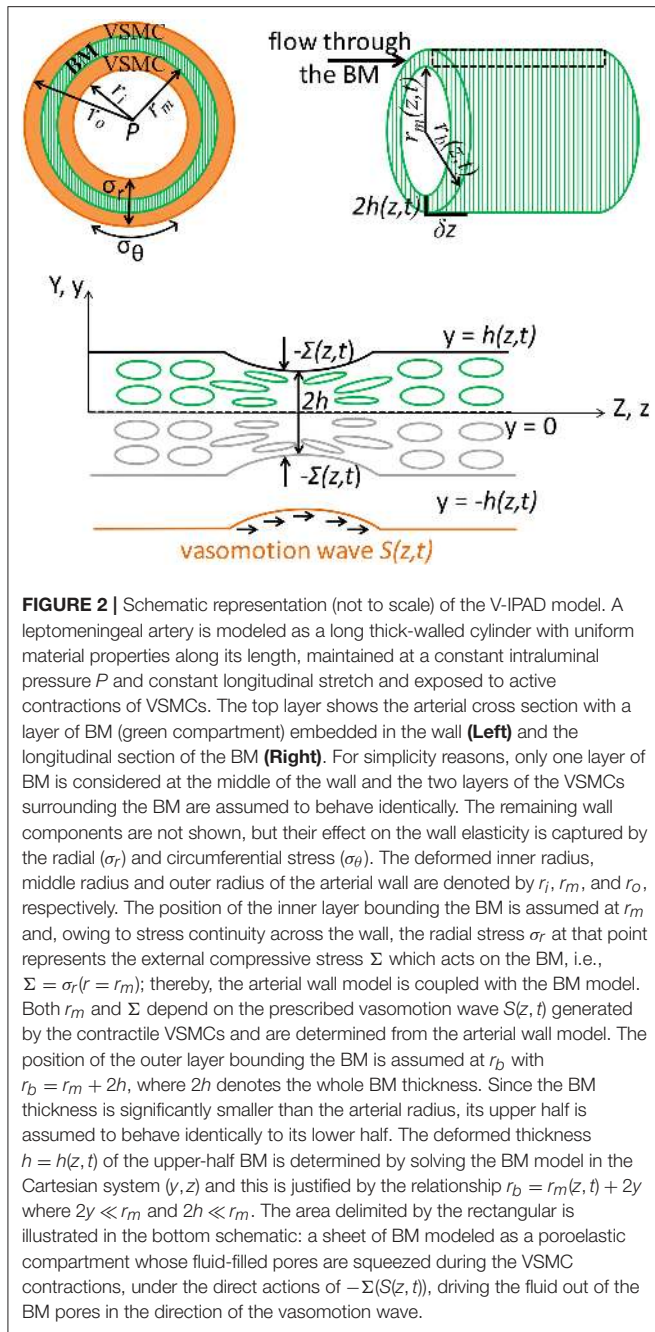 VSMC
BM
VSMC
r_i
r_m
r_o
P
σ_r
σ_θ
flow through
the BM
r_m(z,t)
r_b(z,t)
2h(z,t)
δz
Y, y
-Σ(z,t)
y = h(z,t)
2h
Z, z
y = 0
-Σ(z,t)
y = -h(z,t)
vasomotion wave S(z,t)
FIGURE 2 | Schematic representation (not to scale) of the V-IPAD model. A
leptomeningeal artery is modeled as a long thick-walled cylinder with uniform
material properties along its length, maintained at a constant intraluminal
pressure P and constant longitudinal stretch and exposed to active
contractions of VSMCs. The top layer shows the arterial cross section with a
layer of BM (green compartment) embedded in the wall (Left) and the
longitudinal section of the BM (Right). For simplicity reasons, only one layer of
BM is considered at the middle of the wall and the two layers of the VSMCs
surrounding the BM are assumed to behave identically. The remaining wall
components are not shown, but their effect on the wall elasticity is captured by
the radial (σ_r) and circumferential stress (σ_θ). The deformed inner radius,
middle radius and outer radius of the arterial wall are denoted by r_i, r_m, and r_o,
respectively. The position of the inner layer bounding the BM is assumed at r_m
and, owing to stress continuity across the wall, the radial stress σ_r at that point
represents the external compressive stress Σ which acts on the BM, i.e.,
Σ = σ_r(r = r_m); thereby, the arterial wall model is coupled with the BM model.
Both r_m and Σ depend on the prescribed vasomotion wave S(z, t) generated
by the contractile VSMCs and are determined from the arterial wall model. The
position of the outer layer bounding the BM is assumed at r_b with
r_b = r_m + 2h, where 2h denotes the whole BM thickness. Since the BM
thickness is significantly smaller than the arterial radius, its upper half is
assumed to behave identically to its lower half. The deformed thickness
h = h(z, t) of the upper-half BM is determined by solving the BM model in the
Cartesian system (y,z) and this is justified by the relationship r_b = r_m(z, t) + 2y
where 2y ≪ r_m and 2h ≪ r_m. The area delimited by the rectangular is
illustrated in the bottom schematic: a sheet of BM modeled as a poroelastic
compartment whose fluid-filled pores are squeezed during the VSMC
contractions, under the direct actions of −Σ(S(z, t)), driving the fluid out of the
BM pores in the direction of the vasomotion wave.